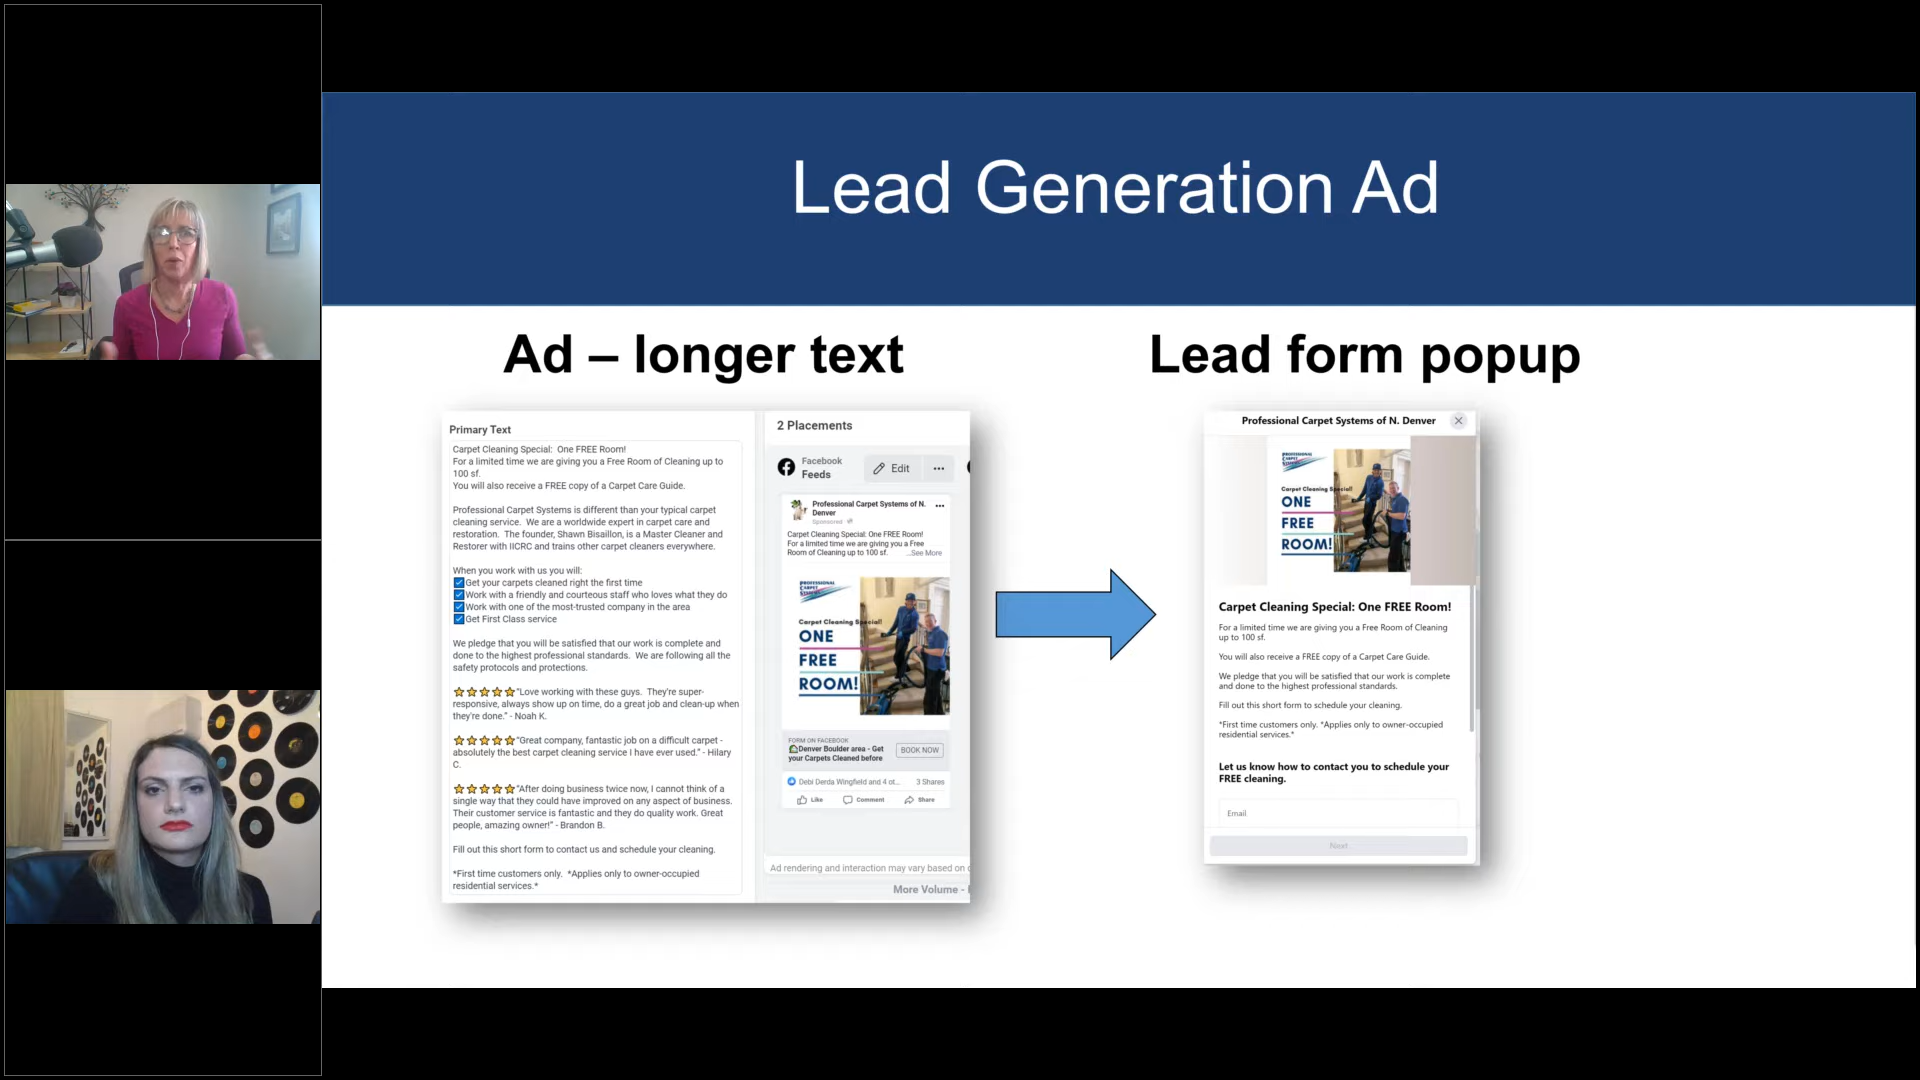 Lead Generation Ad
Ad – longer text
Primary Text
Carpet Cleaning Special:  One FREE Room!
For a limited time we are giving you a Free Room of Cleaning up to
100 sf.
You will also receive a FREE copy of a Carpet Care Guide.
Professional Carpet Systems is different than your typical carpet
cleaning service.  We are a worldwide expert in carpet care and
restoration.  The founder, Shawn Bisaillon, is a Master Cleaner and
Restorer with IICRC and trains other carpet cleaners everywhere.
When you work with us you will:
Get your carpets cleaned right the first time
Work with a friendly and courteous staff who loves what they do
Work with one of the most-trusted company in the area
Get First Class service
We pledge that you will be satisfied that our work is complete and
done to the highest professional standards.  We are following all the
safety protocols and protections.
"Love working with these guys.  They're super-
responsive, always show up on time, do a great job and clean-up when
they're done." - Noah K.
"Great company, fantastic job on a difficult carpet -
absolutely the best carpet cleaning service I have ever used." - Hilary
C.
"After doing business twice now, I cannot think of a
single way that they could have improved on any aspect of business.
Their customer service is fantastic and they do quality work. Great
people, amazing owner!" - Brandon B.
Fill out this short form to contact us and schedule your cleaning.
*First time customers only.  *Applies only to owner-occupied
residential services.*
2 Placements
Facebook
Feeds
Edit
Professional Carpet Systems of N.
Denver
Sponsored
Carpet Cleaning Special: One FREE Room!
For a limited time we are giving you a Free
Room of Cleaning up to 100 sf.
...See More
PROFESSIONAL
CARPET
SYSTEMS
Carpet Cleaning Special!
ONE
FREE
ROOM!
FORM ON FACEBOOK
Denver Boulder area - Get
your Carpets Cleaned before
BOOK NOW
Debi Derda Wingfield and 4 ot...
3 Shares
Like
Comment
Share
Ad rendering and interaction may vary based on
More Volume -
Lead form popup
Professional Carpet Systems of N. Denver
PROFESSIONAL
CARPET
SYSTEMS
Carpet Cleaning Special!
ONE
FREE
ROOM!
Carpet Cleaning Special: One FREE Room!
For a limited time we are giving you a Free Room of Cleaning
up to 100 sf.
You will also receive a FREE copy of a Carpet Care Guide.
We pledge that you will be satisfied that our work is complete
and done to the highest professional standards.
Fill out this short form to schedule your cleaning.
*First time customers only. *Applies only to owner-occupied
residential services.*
Let us know how to contact you to schedule your
FREE cleaning.
Email
Next